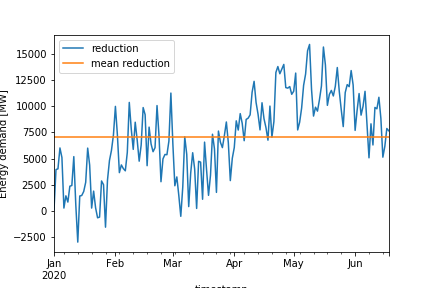 reduction
mean reduction
Energy demand [MW]
15000
12500
10000
7500
5000
2500
0
−2500
Jan
2020
Feb
Mar
Apr
May
Jun
timestamp